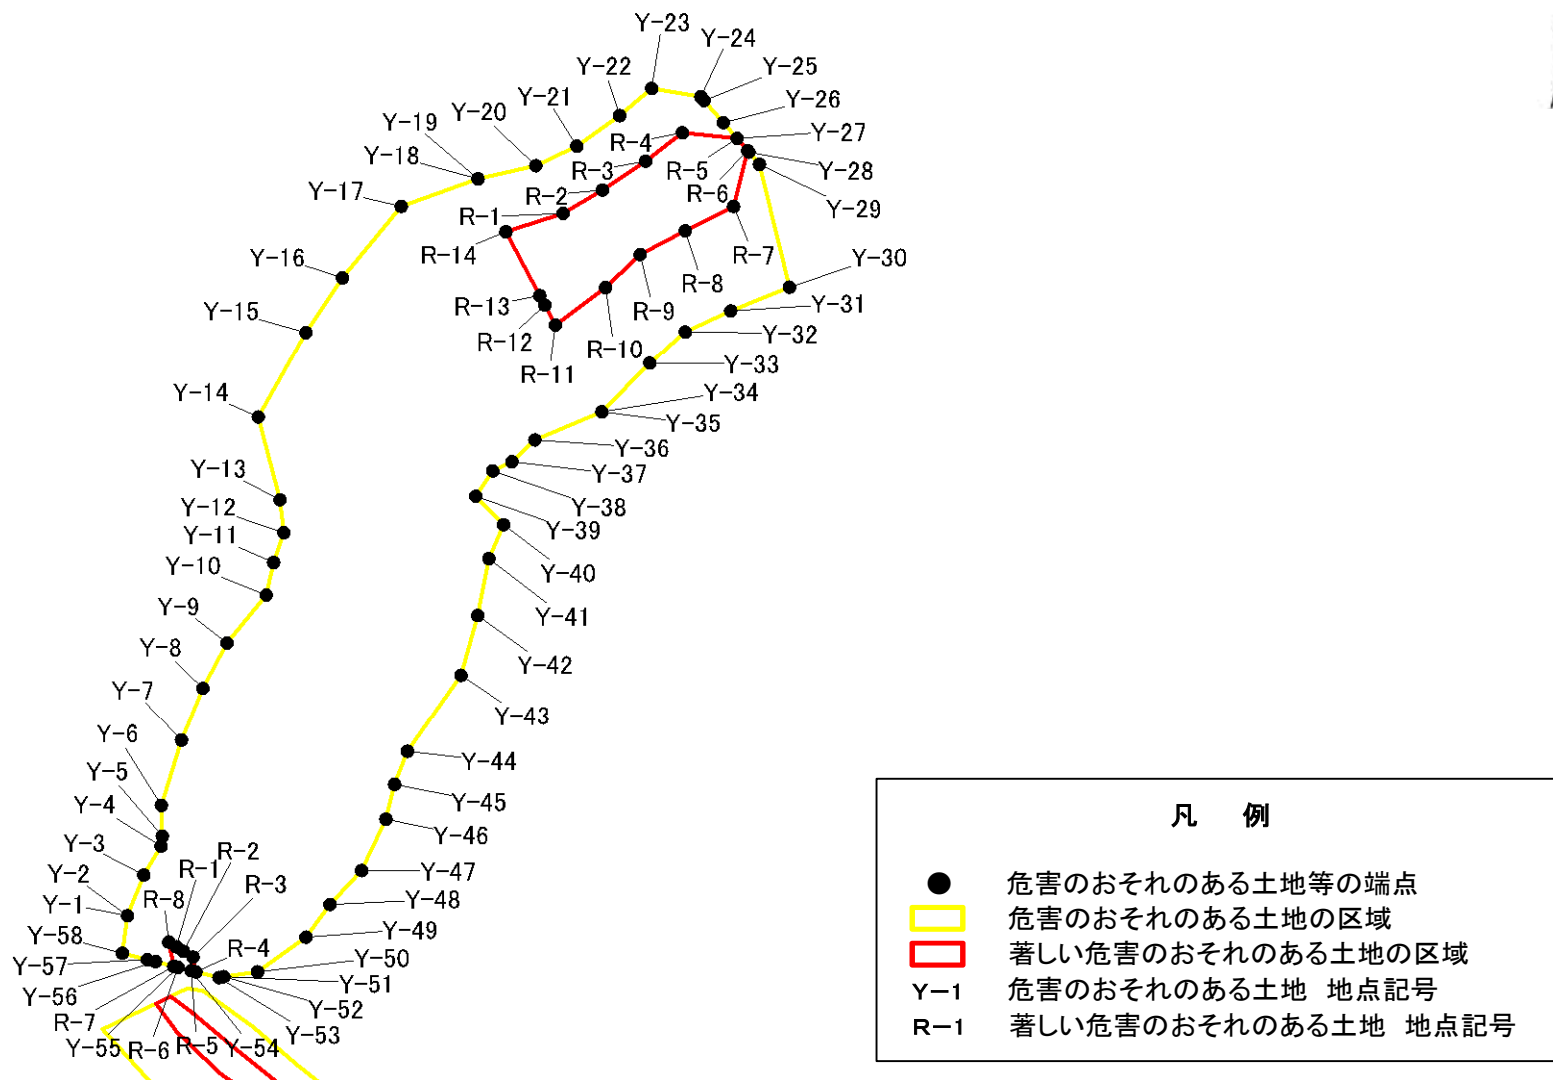 Y-23
Y-24
Y-22
Y-25
Y-21
Y-26
Y-20
Y-19
R-4
Y-27
Y-18
R-3
R-5
Y-28
Y-17
R-2
R-6
Y-29
R-1
R-14
R-7
Y-16
R-8
Y-30
R-13
R-9
Y-31
Y-15
R-12
R-10
Y-32
R-11
Y-33
Y-14
Y-34
Y-35
Y-36
Y-37
Y-13
Y-38
Y-12
Y-39
Y-11
Y-10
Y-40
Y-9
Y-41
Y-8
Y-42
Y-7
Y-43
Y-6
Y-44
Y-5
Y-45
Y-4
Y-46
Y-3
R-2
R-1
Y-47
Y-2
R-3
Y-1
R-8
Y-48
Y-58
R-4
Y-49
Y-57
Y-50
Y-56
Y-51
R-7
Y-52
Y-55
R-6
R-5
Y-54
Y-53
凡 例
危害のおそれのある土地等の端点
危害のおそれのある土地の区域
著しい危害のおそれのある土地の区域
Y-1 危害のおそれのある土地 地点記号
R-1 著しい危害のおそれのある土地 地点記号